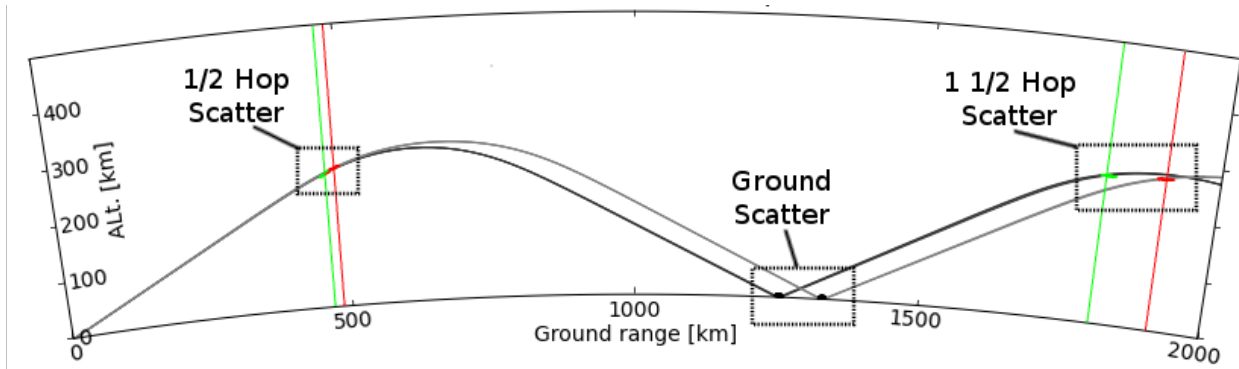 1/2 Hop
Scatter
1 1/2 Hop
Scatter
Ground
Scatter
400
300
200
100
0
ALt. [km]
0
500
1000
1500
2000
Ground range [km]